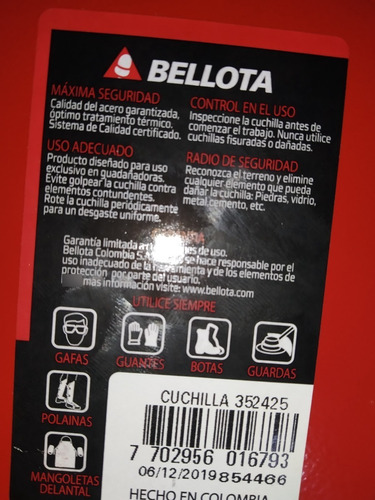 BELLOTA
MÁXIMA SEGURIDAD
Calidad del acero garantizada,
óptimo tratamiento térmico.
Sistema de Calidad certificado.
CONTROL EN EL USO
Inspeccione la cuchilla antes de
comenzar el trabajo. Nunca utilice
cuchillas fisuradas o dañadas.
USO ADECUADO
Producto diseñado para uso
exclusivo en guadañadoras.
Evite golpear la cuchilla contra
elementos contundentes.
Rote la cuchilla periódicamente
para un desgaste uniforme.
RADIO DE SEGURIDAD
Reconozca el terreno y elimine
cualquier elemento que pueda
dañar la cuchilla: Piedras, vidrio,
metal, cemento, etc.
Garantía limitada de uso.
Bellota Colombia se hace responsable por el
uso inadecuado de la herramienta y de los elementos de
protección por parte del usuario.
más información visite: www.bellota.com
UTILICE SIEMPRE
GAFAS
GUANTES
BOTAS
GUARDAS
POLAINAS
MANGOLETAS
DELANTAL
CUCHILLA 352425
7 702956 016793
06/12/2019 854466
HECHO EN COLOMBIA